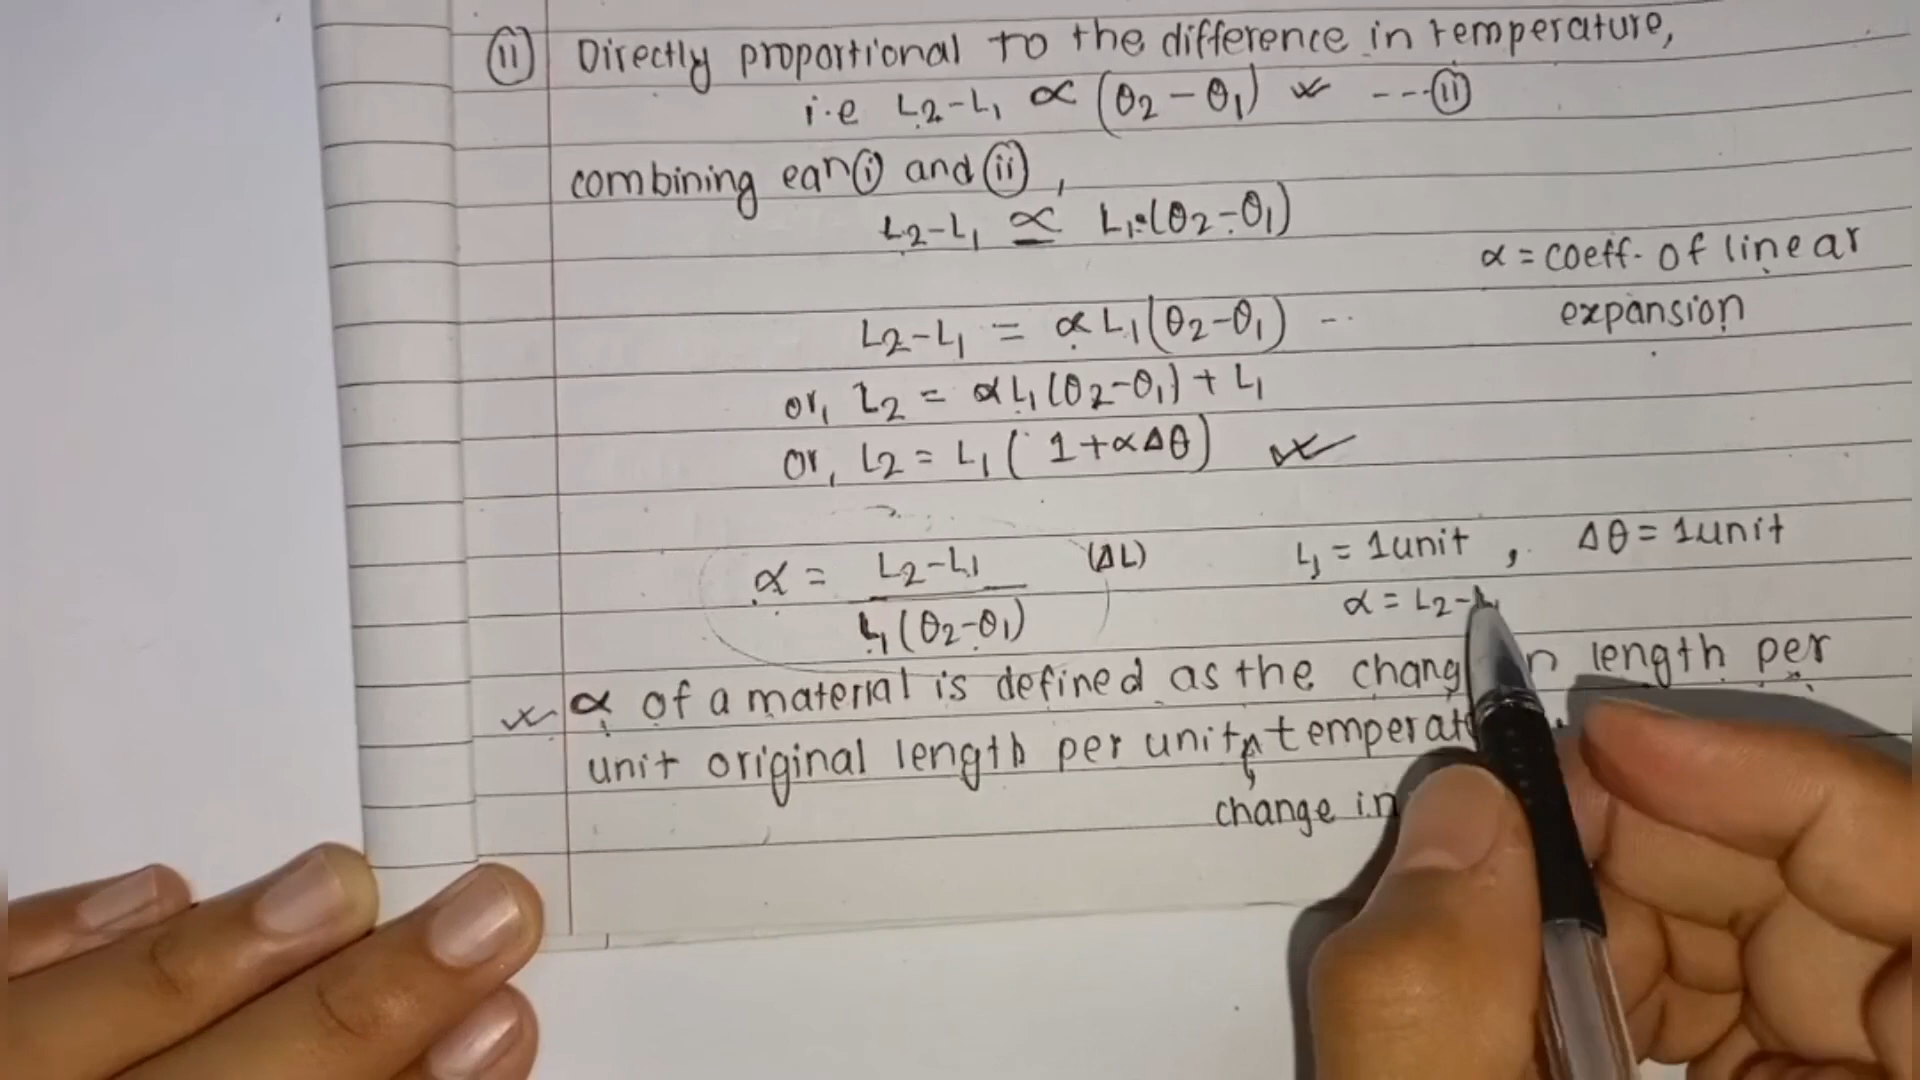 ⓘⓘ Directly proportional to the difference in temperature,
i.e L₂-L₁ ∝ (θ₂-θ₁) ---ⓘⓘ
combining eqnⓘ and ⓘⓘ,
L₂-L₁ ∝ L₁.(θ₂-θ₁)
α = coeff. of linear
expansion
L₂-L₁ = αL₁(θ₂-θ₁) --
or, L₂ = αL₁(θ₂-θ₁) + L₁
or, L₂ = L₁(1+αΔθ)
α = L₂-L₁ / L₁(θ₂-θ₁) (ΔL)
L₁ = 1unit, Δθ = 1unit
α = L₂-
α of a material is defined as the length per
unit original length per unit
change in